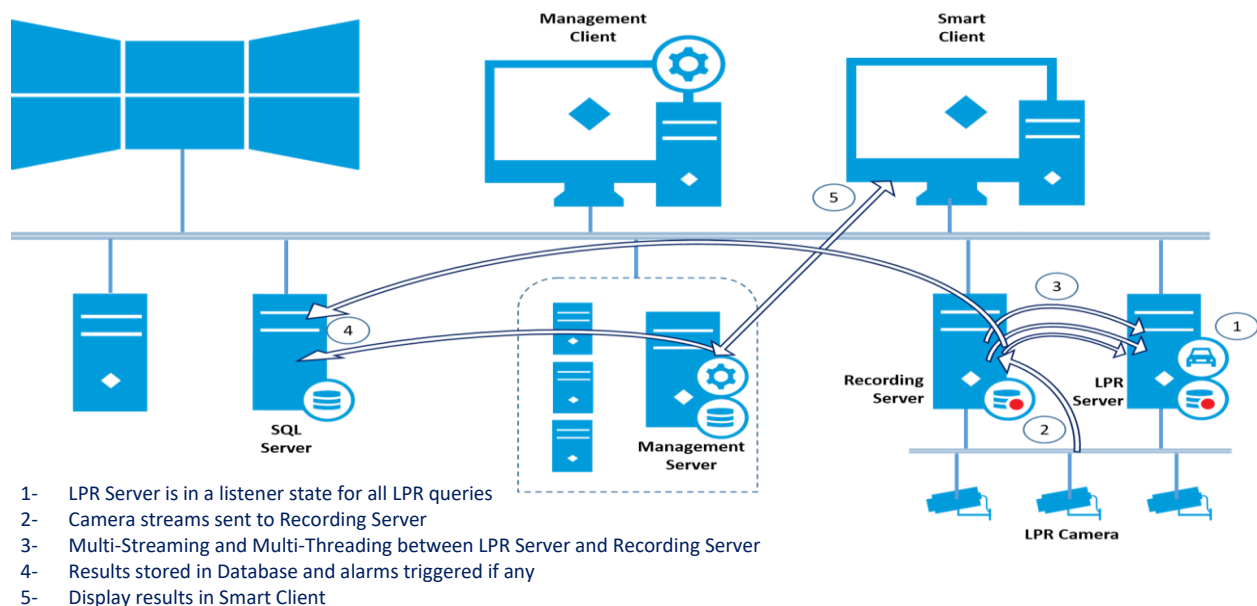 Management
Client
Smart
Client
5
3
4
1
Recording
Server
LPR
Server
2
SQL
Server
Management
Server
LPR Camera
1- LPR Server is in a listener state for all LPR queries
2- Camera streams sent to Recording Server
3- Multi-Streaming and Multi-Threading between LPR Server and Recording Server
4- Results stored in Database and alarms triggered if any
5- Display results in Smart Client